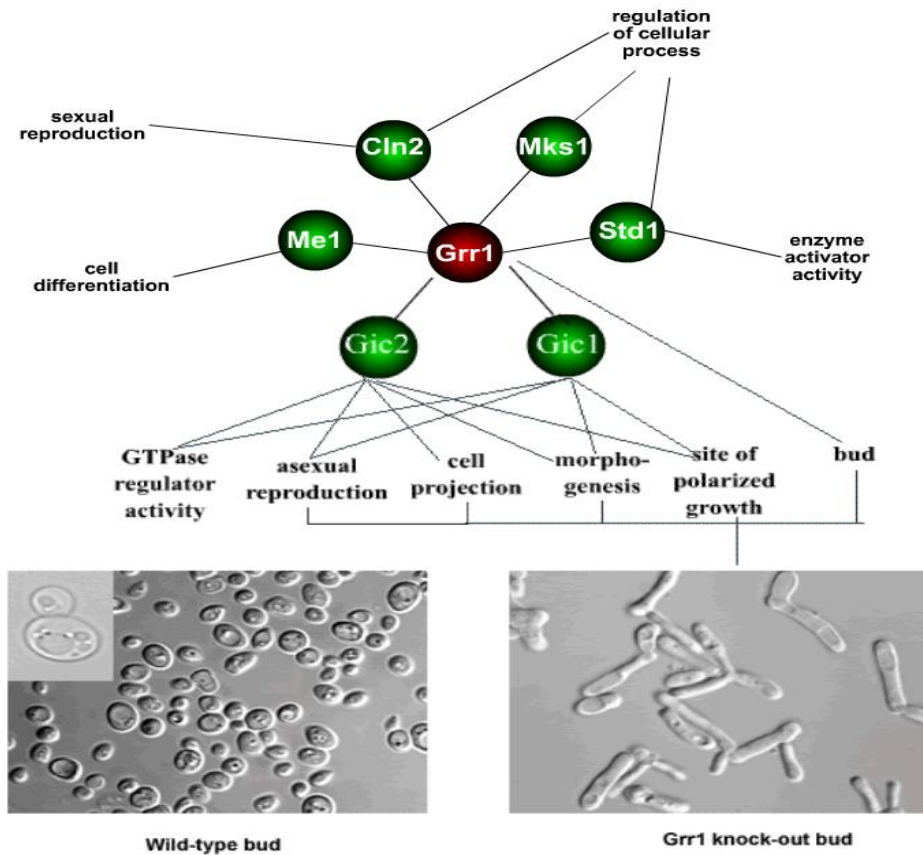 regulation
of cellular
process
sexual
reproduction
Cln2
Mks1
Me1
Grr1
Std1
cell
differentiation
enzyme
activator
activity
Gic2
Gic1
GTPase
regulator
activity
asexual
reproduction
cell
projection
morpho-
genesis
site of
polarized
growth
bud
Wild-type bud
Grr1 knock-out bud